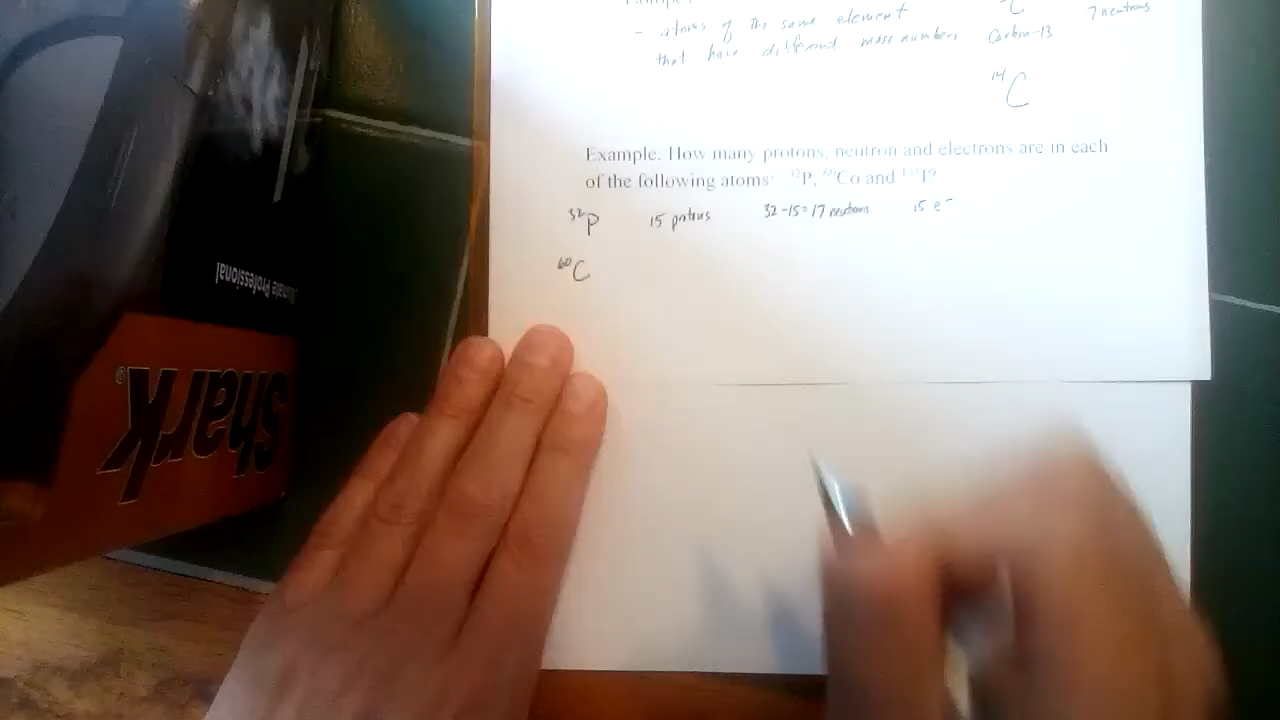 - atoms of the same element
that have different mass numbers
C
Carbon-13
7 neutrons
14C
Example. How many protons, neutron and electrons are in each
of the following atoms: 32P, 60Co and I?
32P 15 protons 32-15=17 neutrons 15 e-
60C
Professional
Shark®